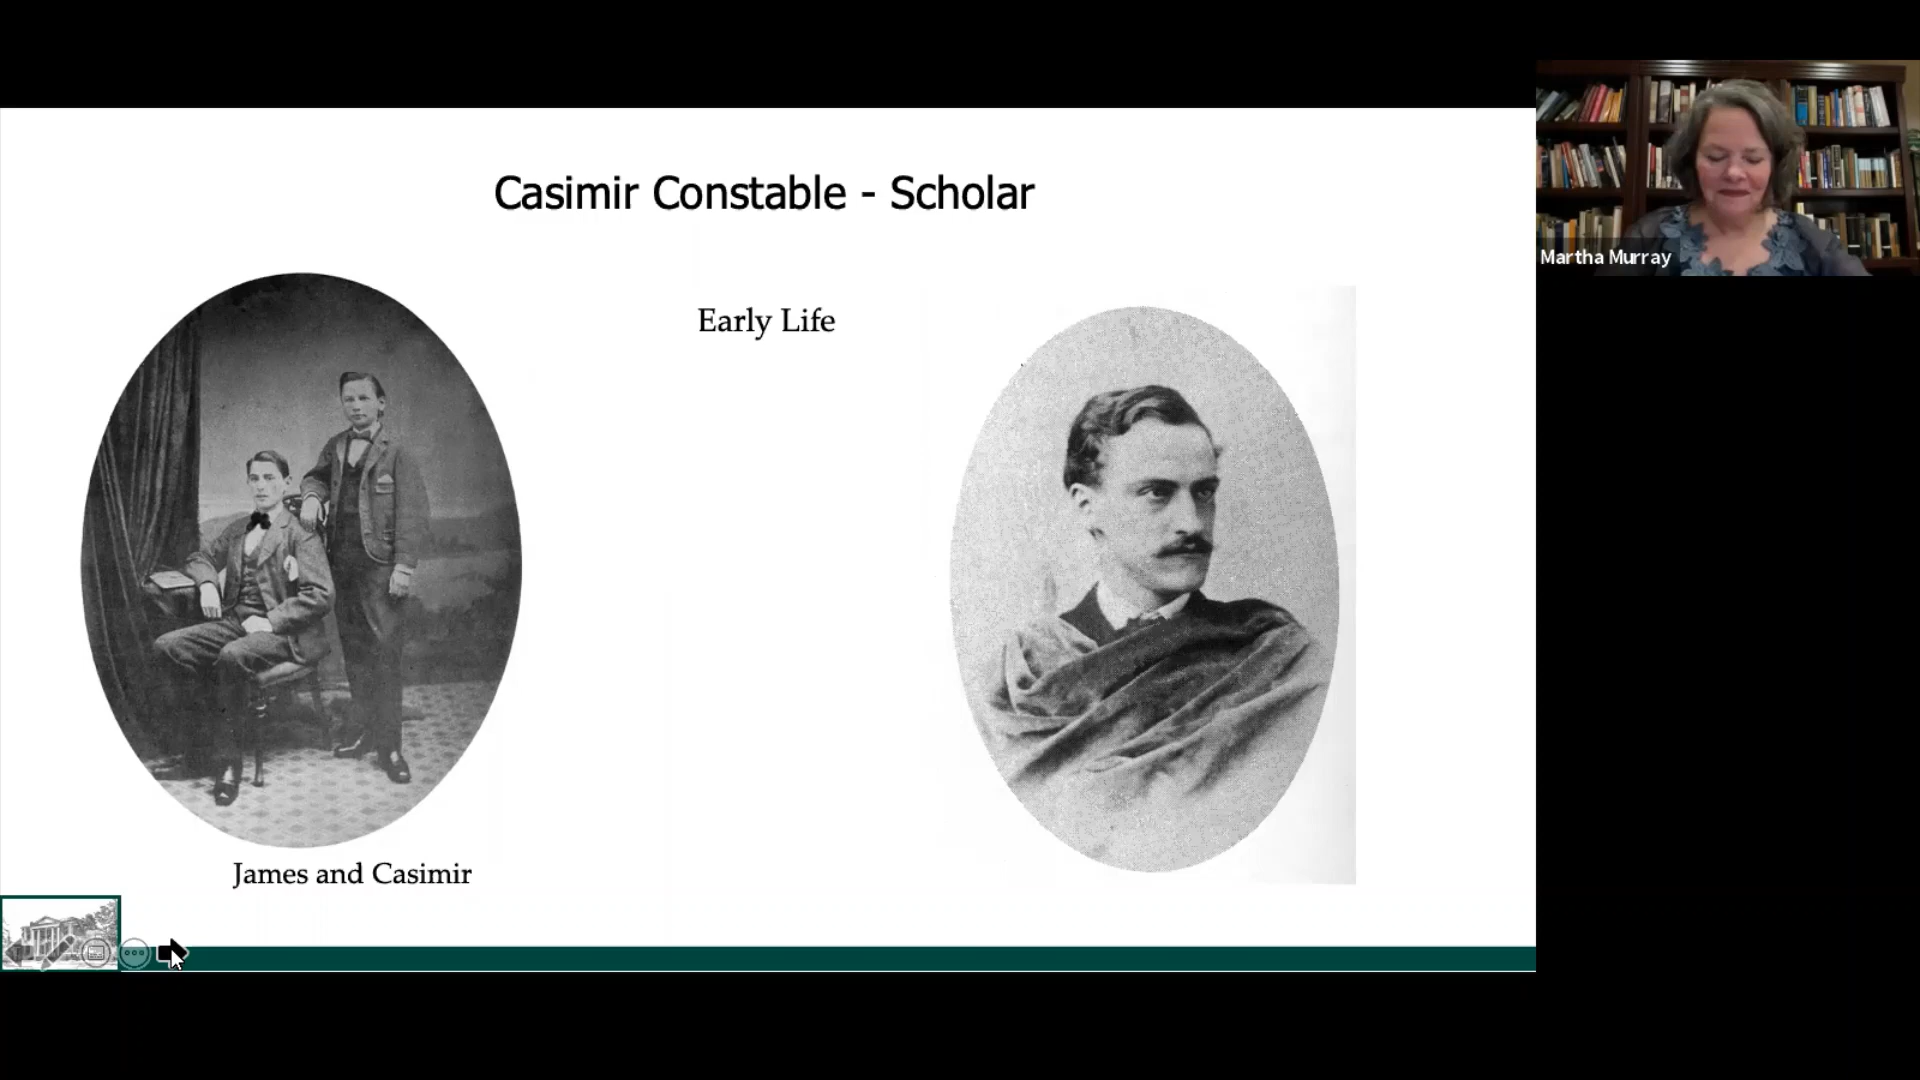 Casimir Constable - Scholar
Early Life
James and Casimir
Martha Murray